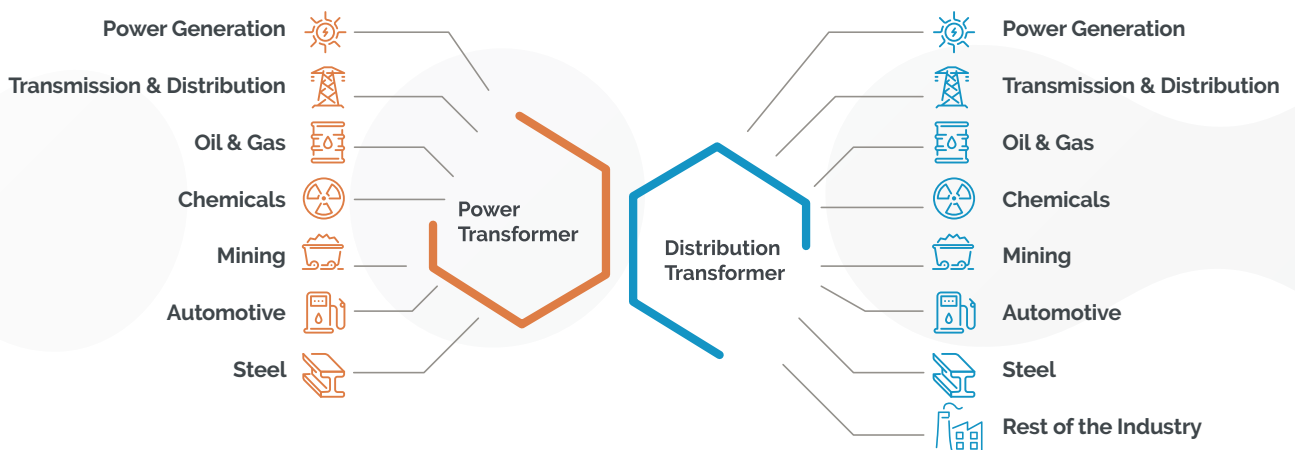 Power Generation
Transmission & Distribution
Oil & Gas
Chemicals
Mining
Automotive
Steel
Power
Transformer
Distribution
Transformer
Power Generation
Transmission & Distribution
Oil & Gas
Chemicals
Mining
Automotive
Steel
Rest of the Industry